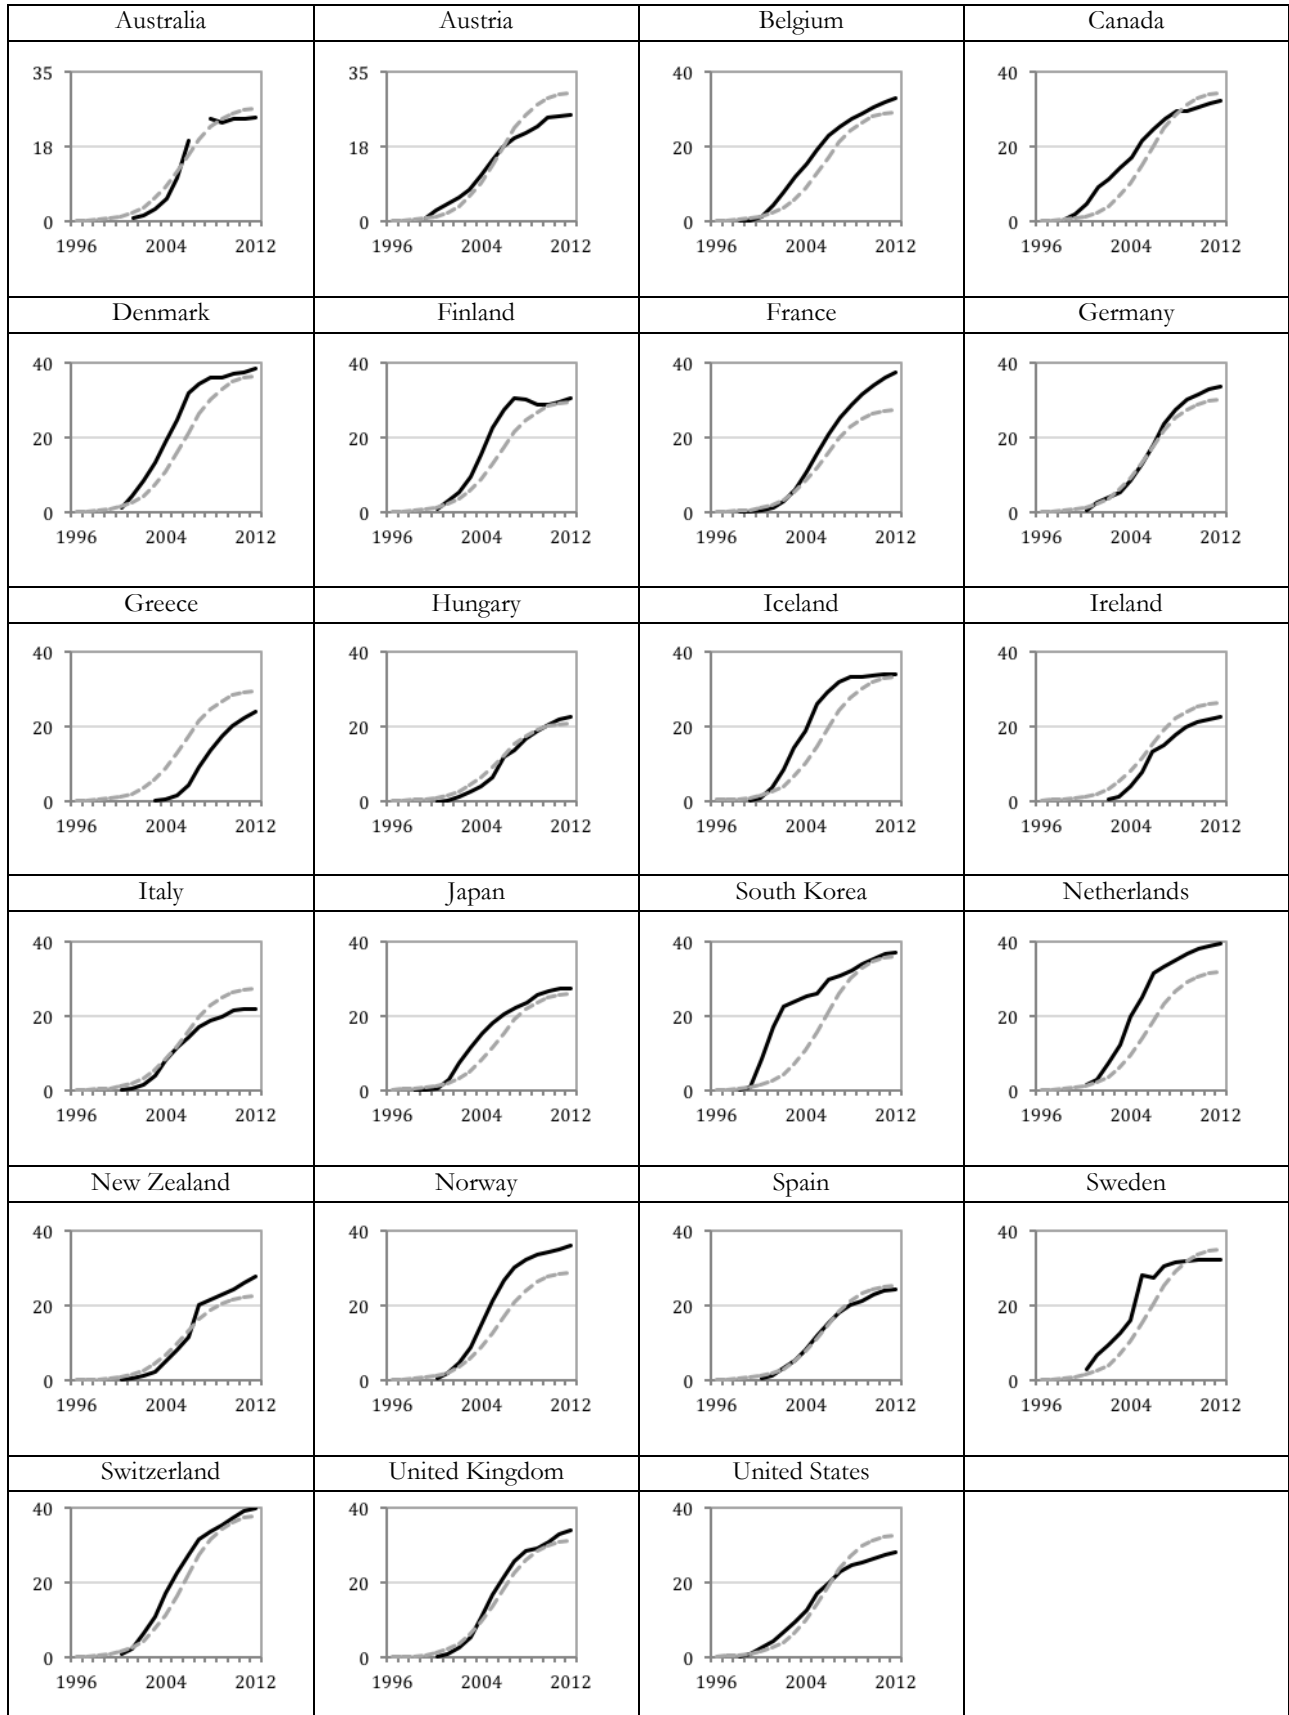 Australia Austria Belgium Canada
35 35 40 40
18 18 20 20
0 0 0 0
1996 2004 2012 1996 2004 2012 1996 2004 2012 1996 2004 2012
Denmark Finland France Germany
40 40 40 40
20 20 20 20
0 0 0 0
1996 2004 2012 1996 2004 2012 1996 2004 2012 1996 2004 2012
Greece Hungary Iceland Ireland
40 40 40 40
20 20 20 20
0 0 0 0
1996 2004 2012 1996 2004 2012 1996 2004 2012 1996 2004 2012
Italy Japan South Korea Netherlands
40 40 40 40
20 20 20 20
0 0 0 0
1996 2004 2012 1996 2004 2012 1996 2004 2012 1996 2004 2012
New Zealand Norway Spain Sweden
40 40 40 40
20 20 20 20
0 0 0 0
1996 2004 2012 1996 2004 2012 1996 2004 2012 1996 2004 2012
Switzerland United Kingdom United States
40 40 40
20 20 20
0 0 0
1996 2004 2012 1996 2004 2012 1996 2004 2012